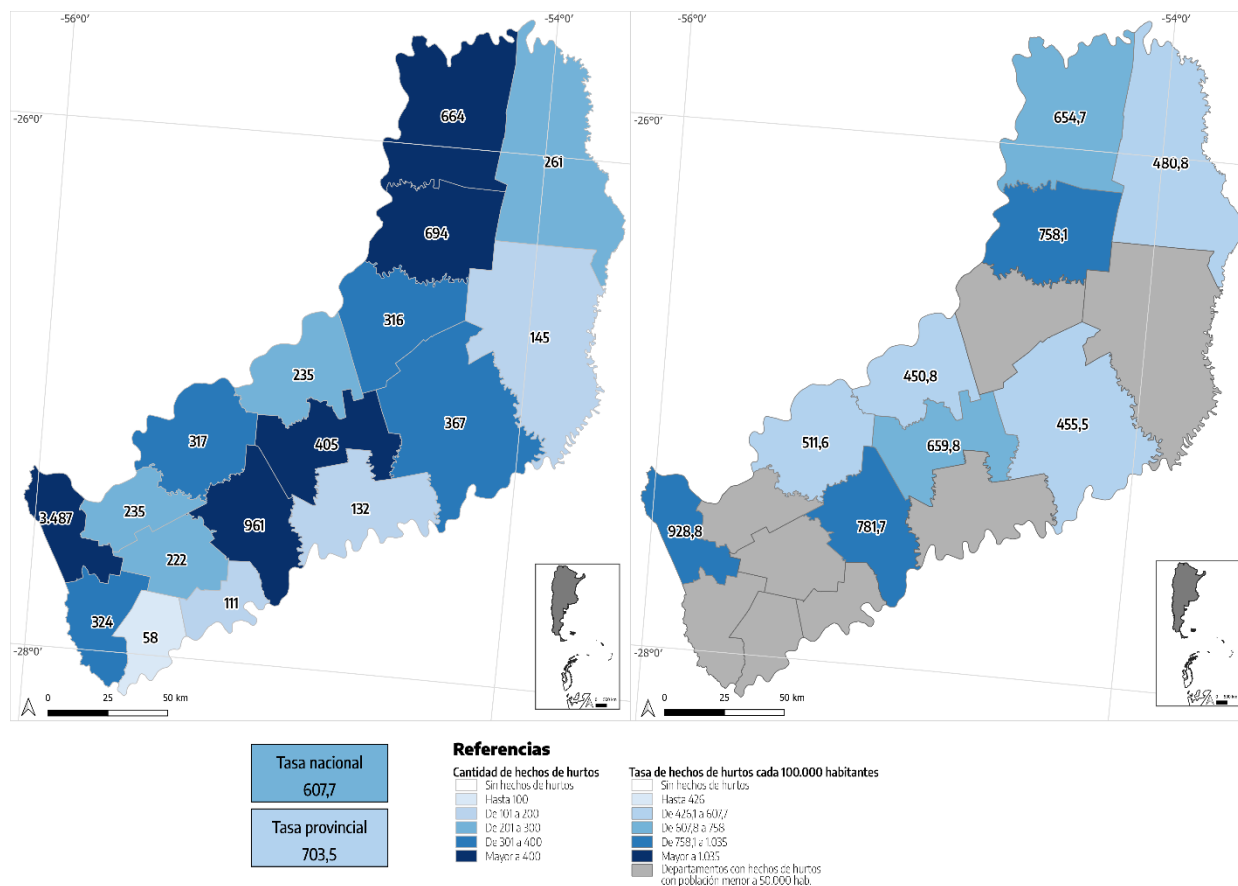 -56°0'
-54°0'
-56°0'
-54°0'
-26°0'
-26°0'
664
261
654,7
480,8
694
758,1
316
145
235
367
450,8
455,5
317
405
511,6
659,8
3.487
235
961
132
928,8
781,7
222
324
58
111
-28°0'
-28°0'
0 25 50 km
0 25 50 km
Tasa nacional
607,7
Tasa provincial
703,5
Referencias
Cantidad de hechos de hurtos
Sin hechos de hurtos
Hasta 100
De 101 a 200
De 201 a 300
De 301 a 400
Mayor a 400
Tasa de hechos de hurtos cada 100.000 habitantes
Sin hechos de hurtos
Hasta 426
De 426,1 a 607,7
De 607,8 a 758
De 758,1 a 1.035
Mayor a 1.035
Departamentos con hechos de hurtos
con población menor a 50.000 hab.